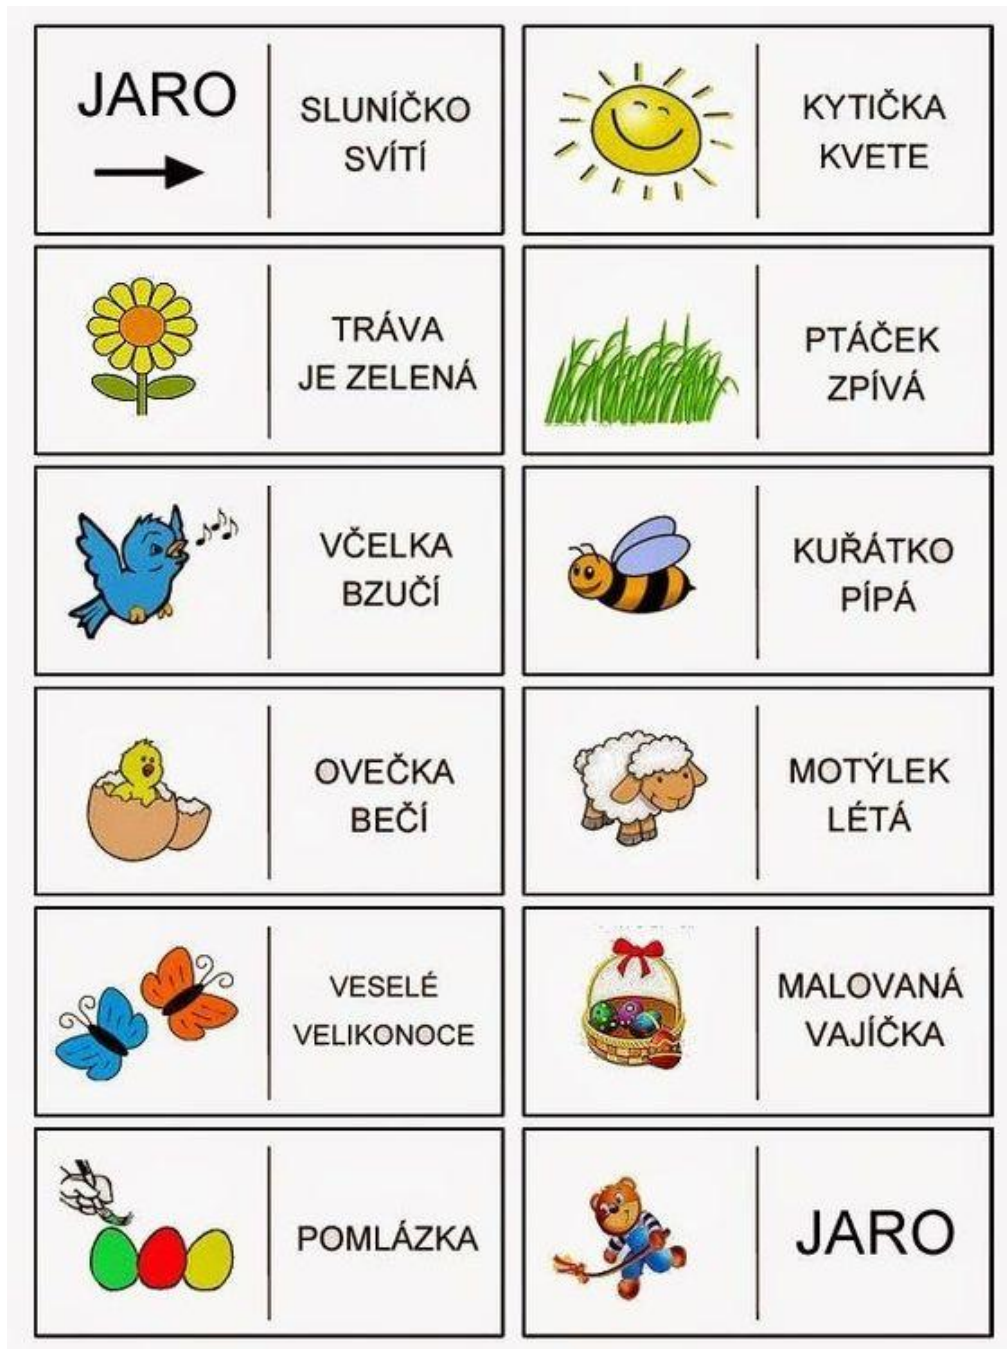 JARO
SLUNÍČKO
SVÍTÍ
KYTIČKA
KVETE
TRÁVA
JE ZELENÁ
PTÁČEK
ZPÍVÁ
VČELKA
BZUČÍ
KUŘÁTKO
PÍPÁ
OVEČKA
BEČÍ
MOTÝLEK
LÉTÁ
VESELÉ
VELIKONOCE
MALOVANÁ
VAJÍČKA
POMLÁZKA
JARO